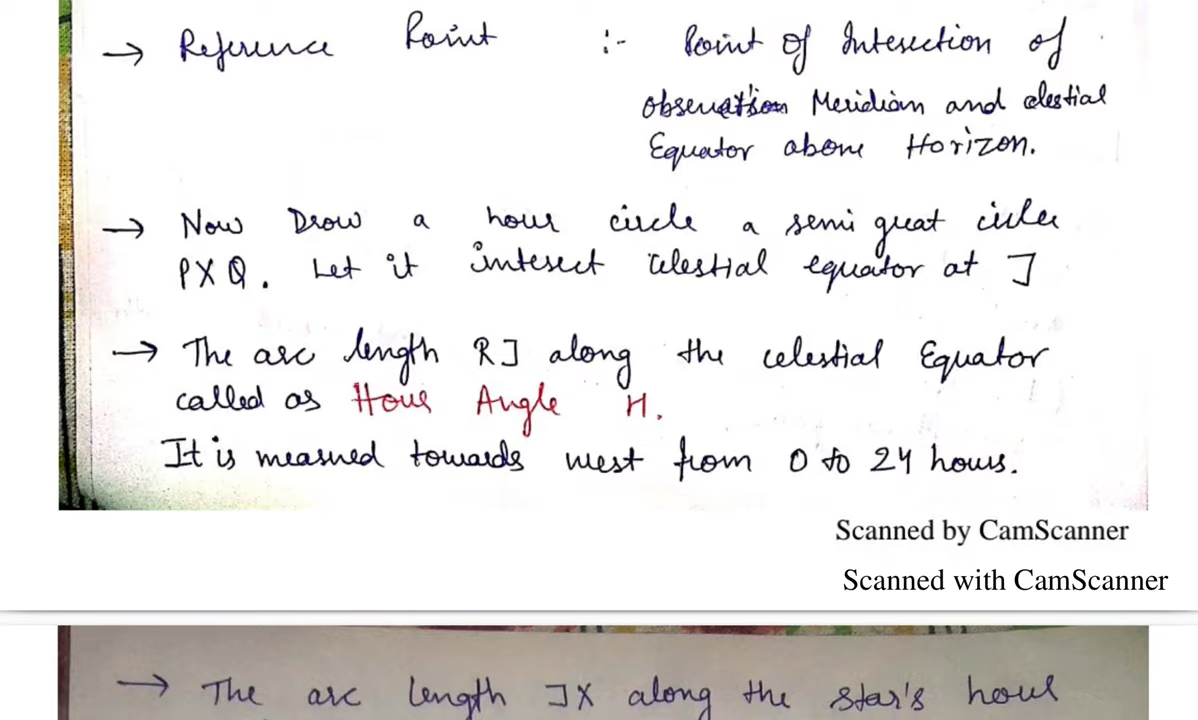 → Reference Point :- Point of Intesection of
observation Meridian and celestial
Equator above Horizon.
→ Now Drow a hour circle a semi great circle
PXQ. Let it intesect celestial equator at J
→ The arc length RJ along the celestial Equator
called as Hour Angle H.
It is measured towards west from 0 to 24 hours.
Scanned by CamScanner
Scanned with CamScanner
→ The arc length JX along the star's hour